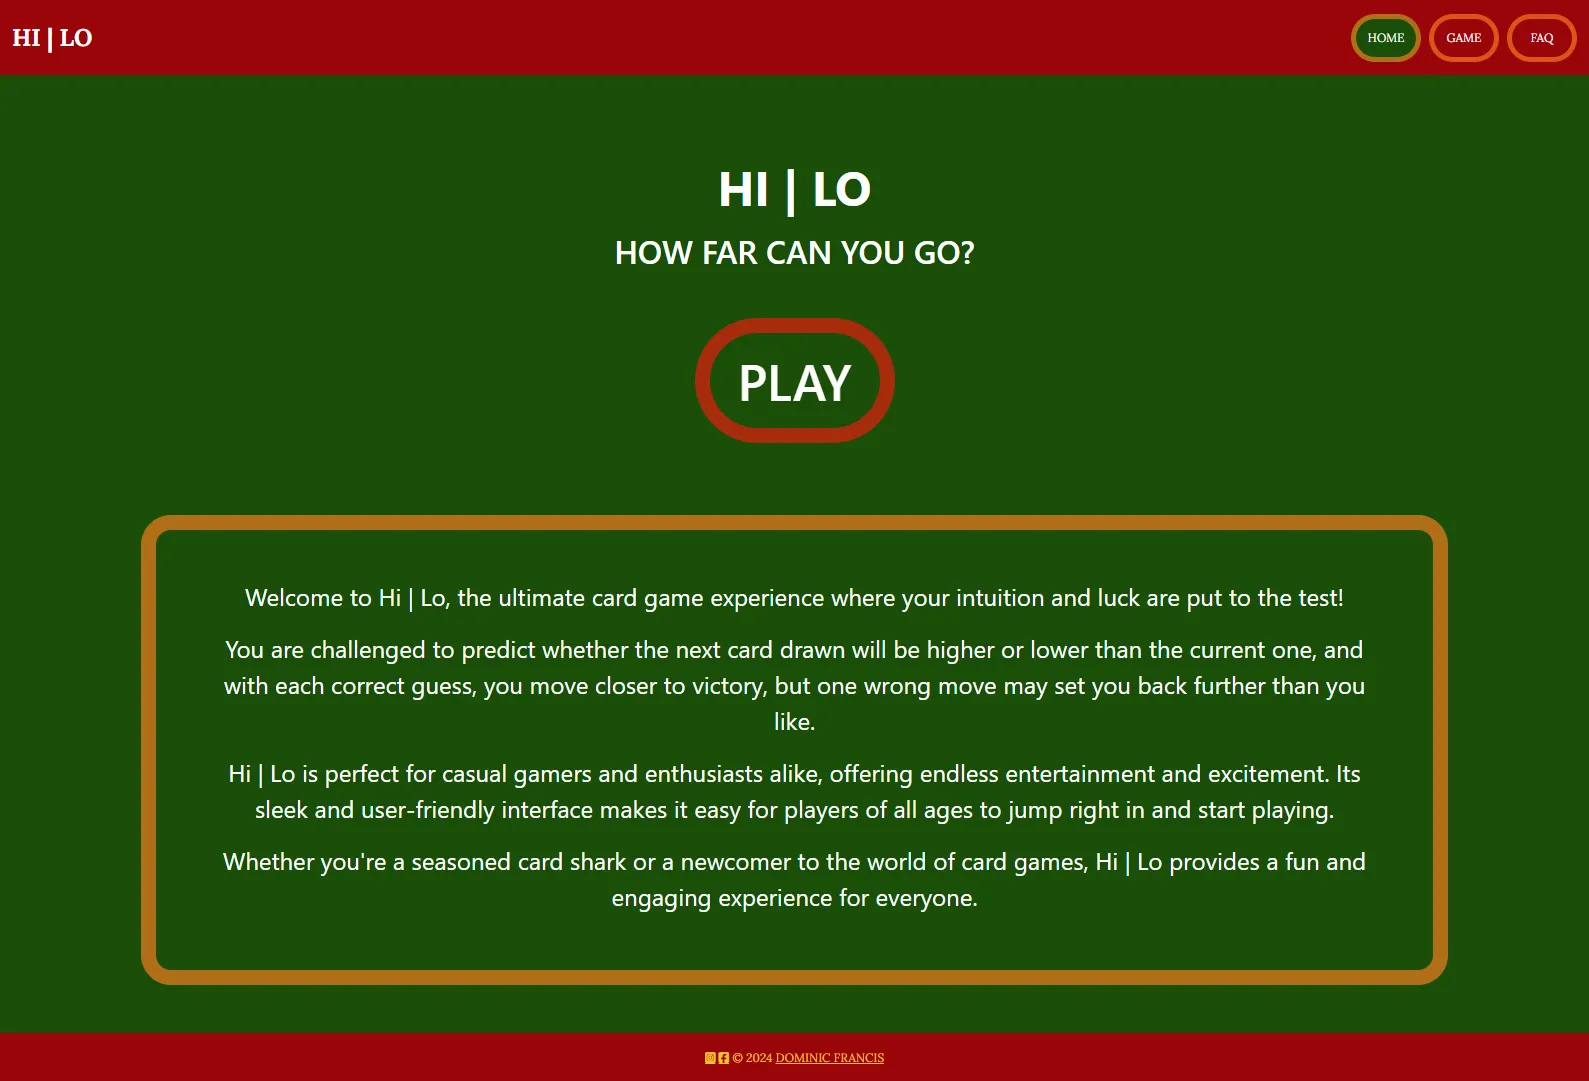 HI | LO
HOME
GAME
FAQ
HI | LO
HOW FAR CAN YOU GO?
PLAY
Welcome to Hi | Lo, the ultimate card game experience where your intuition and luck are put to the test!
You are challenged to predict whether the next card drawn will be higher or lower than the current one, and
with each correct guess, you move closer to victory, but one wrong move may set you back further than you
like.
Hi | Lo is perfect for casual gamers and enthusiasts alike, offering endless entertainment and excitement. Its
sleek and user-friendly interface makes it easy for players of all ages to jump right in and start playing.
Whether you're a seasoned card shark or a newcomer to the world of card games, Hi | Lo provides a fun and
engaging experience for everyone.
© 2024 DOMINIC FRANCIS